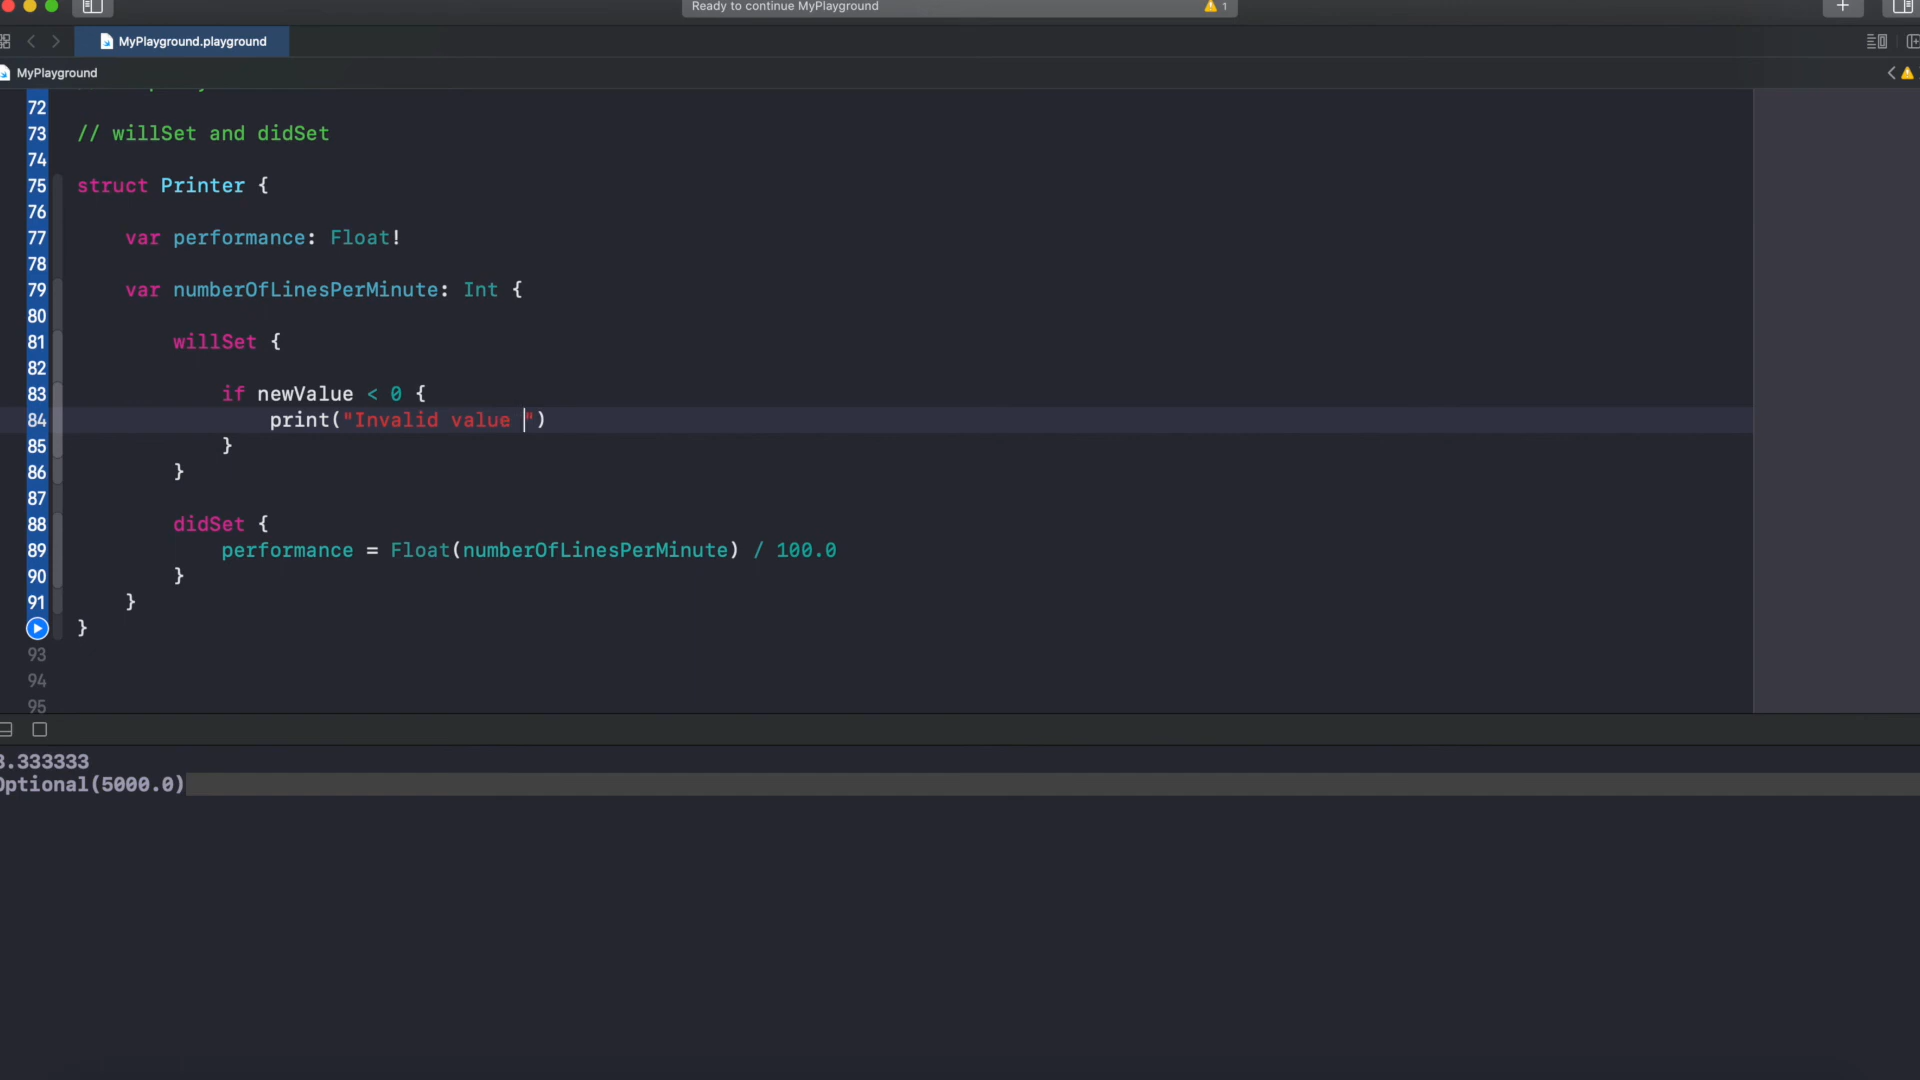 Ready to continue MyPlayground
1
MyPlayground.playground
MyPlayground
72
73 // willSet and didSet
74
75 struct Printer {
76
77 var performance: Float!
78
79 var numberOfLinesPerMinute: Int {
80
81 willSet {
82
83 if newValue < 0 {
84 print("Invalid value ")
85 }
86 }
87
88 didSet {
89 performance = Float(numberOfLinesPerMinute) / 100.0
90 }
91 }
}
93
94
95
3.333333
Optional(5000.0)